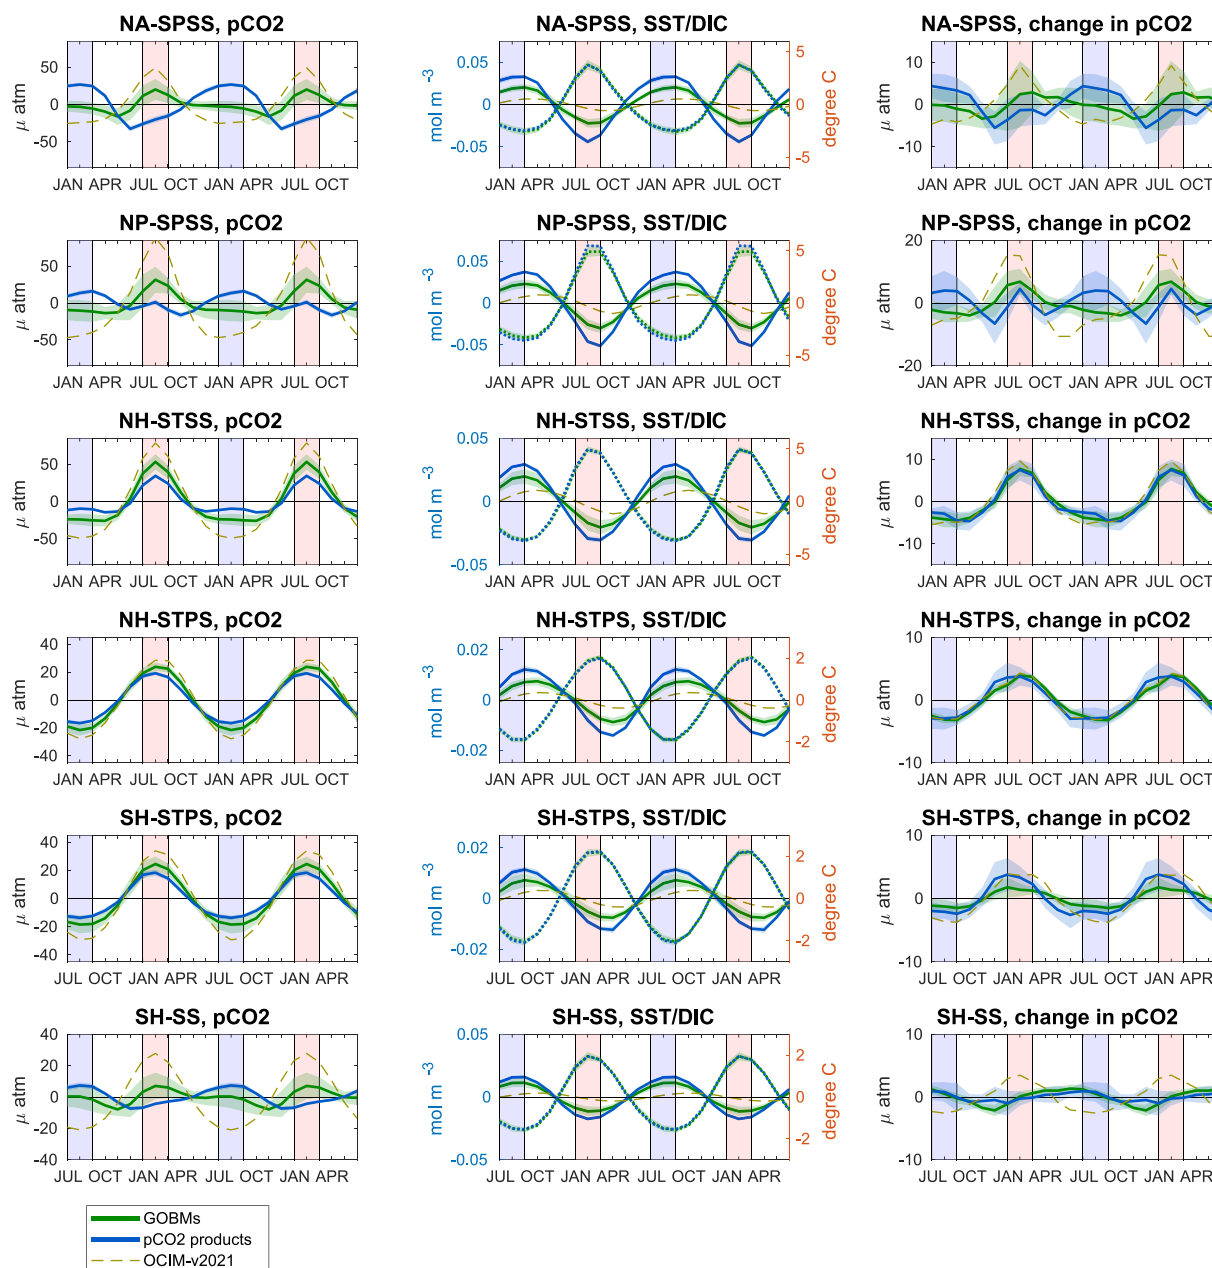 NA-SPSS, pCO2 NA-SPSS, SST/DIC NA-SPSS, change in pCO2
50 0 -50 μ atm
0.05 0 -0.05 mol m -3
5 0 -5 degree C
10 0 -10
JAN APR JUL OCT JAN APR JUL OCT
JAN APR JUL OCT JAN APR JUL OCT
JAN APR JUL OCT JAN APR JUL OCT
NP-SPSS, pCO2 NP-SPSS, SST/DIC NP-SPSS, change in pCO2
50 0 -50 μ atm
0.05 0 -0.05 mol m -3
5 0 -5 degree C
20 0 -20
JAN APR JUL OCT JAN APR JUL OCT
JAN APR JUL OCT JAN APR JUL OCT
JAN APR JUL OCT JAN APR JUL OCT
NH-STSS, pCO2 NH-STSS, SST/DIC NH-STSS, change in pCO2
50 0 -50 μ atm
0.05 0 -0.05 mol m -3
5 0 -5 degree C
10 0 -10
JAN APR JUL OCT JAN APR JUL OCT
JAN APR JUL OCT JAN APR JUL OCT
JAN APR JUL OCT JAN APR JUL OCT
NH-STPS, pCO2 NH-STPS, SST/DIC NH-STPS, change in pCO2
40 20 0 -20 -40 μ atm
0.02 0 -0.02 mol m -3
2 0 -2 degree C
10 0 -10
JAN APR JUL OCT JAN APR JUL OCT
JAN APR JUL OCT JAN APR JUL OCT
JAN APR JUL OCT JAN APR JUL OCT
SH-STPS, pCO2 SH-STPS, SST/DIC SH-STPS, change in pCO2
40 20 0 -20 -40 μ atm
0.02 0 -0.02 mol m -3
2 0 -2 degree C
10 0 -10
JUL OCT JAN APR JUL OCT JAN APR
JUL OCT JAN APR JUL OCT JAN APR
JUL OCT JAN APR JUL OCT JAN APR
SH-SS, pCO2 SH-SS, SST/DIC SH-SS, change in pCO2
40 20 0 -20 -40 μ atm
0.05 0 -0.05 mol m -3
2 0 -2 degree C
10 0 -10
JUL OCT JAN APR JUL OCT JAN APR
JUL OCT JAN APR JUL OCT JAN APR
JUL OCT JAN APR JUL OCT JAN APR
GOBMs
pCO2 products
OCIM-v2021